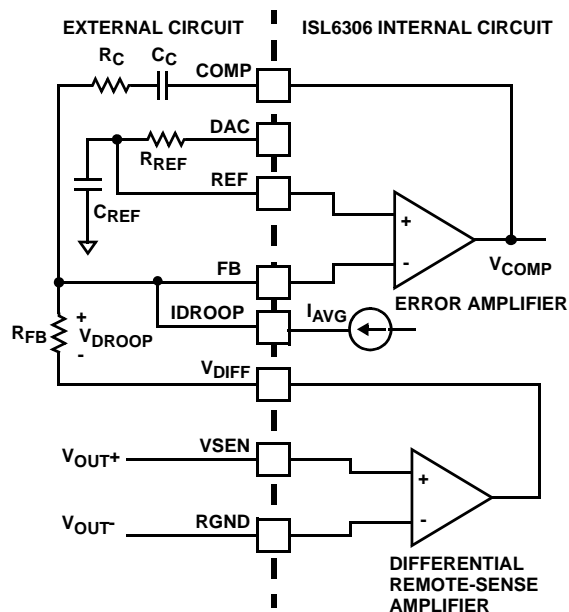 EXTERNAL CIRCUIT
ISL6306 INTERNAL CIRCUIT
RC
CC
COMP
DAC
RREF
REF
CREF
+
-
VCOMP
FB
ERROR AMPLIFIER
IDROOP
IAVG
RFB
+
VDROOP
-
VDIFF
VOUT+
VSEN
+
VOUT-
RGND
-
DIFFERENTIAL
REMOTE-SENSE
AMPLIFIER